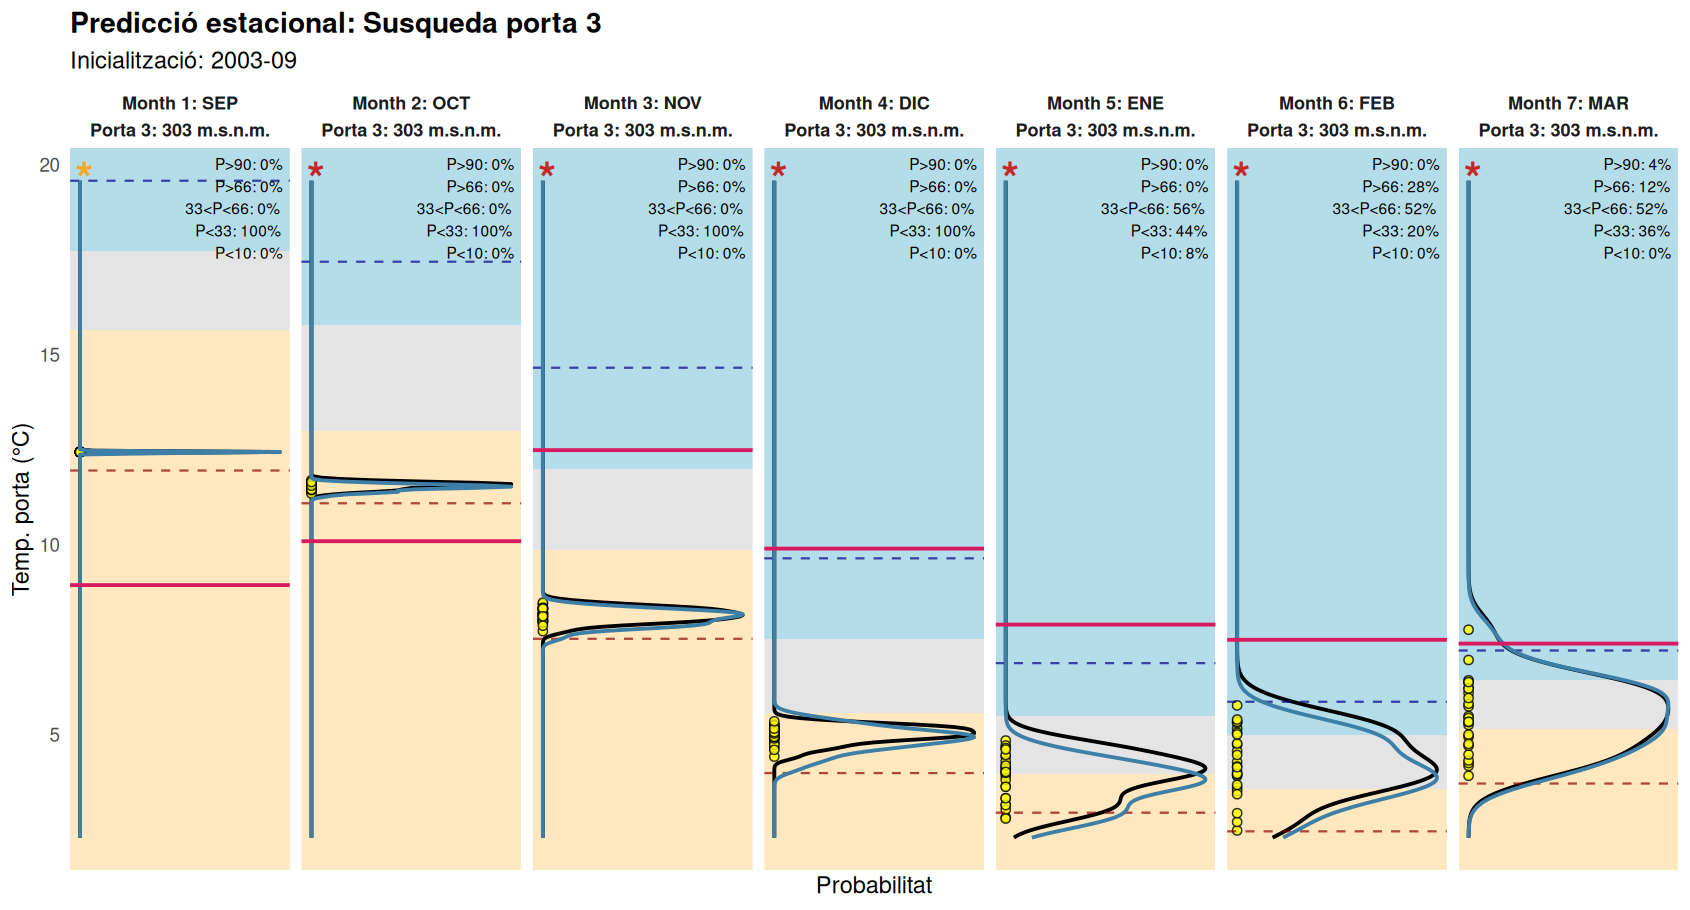 Predicció estacional: Susqueda porta 3
Inicialització: 2003-09
Month 1: SEP
Porta 3: 303 m.s.n.m.
Month 2: OCT
Porta 3: 303 m.s.n.m.
Month 3: NOV
Porta 3: 303 m.s.n.m.
Month 4: DIC
Porta 3: 303 m.s.n.m.
Month 5: ENE
Porta 3: 303 m.s.n.m.
Month 6: FEB
Porta 3: 303 m.s.n.m.
Month 7: MAR
Porta 3: 303 m.s.n.m.
*
P>90: 0%
P>66: 0%
33<P<66: 0%
P<33: 100%
P<10: 0%
*
P>90: 0%
P>66: 0%
33<P<66: 0%
P<33: 100%
P<10: 0%
*
P>90: 0%
P>66: 0%
33<P<66: 0%
P<33: 100%
P<10: 0%
*
P>90: 0%
P>66: 0%
33<P<66: 0%
P<33: 100%
P<10: 0%
*
P>90: 0%
P>66: 0%
33<P<66: 56%
P<33: 44%
P<10: 8%
*
P>90: 0%
P>66: 28%
33<P<66: 52%
P<33: 20%
P<10: 0%
*
P>90: 4%
P>66: 12%
33<P<66: 52%
P<33: 36%
P<10: 0%
20
15
10
5
Temp. porta (°C)
Probabilitat